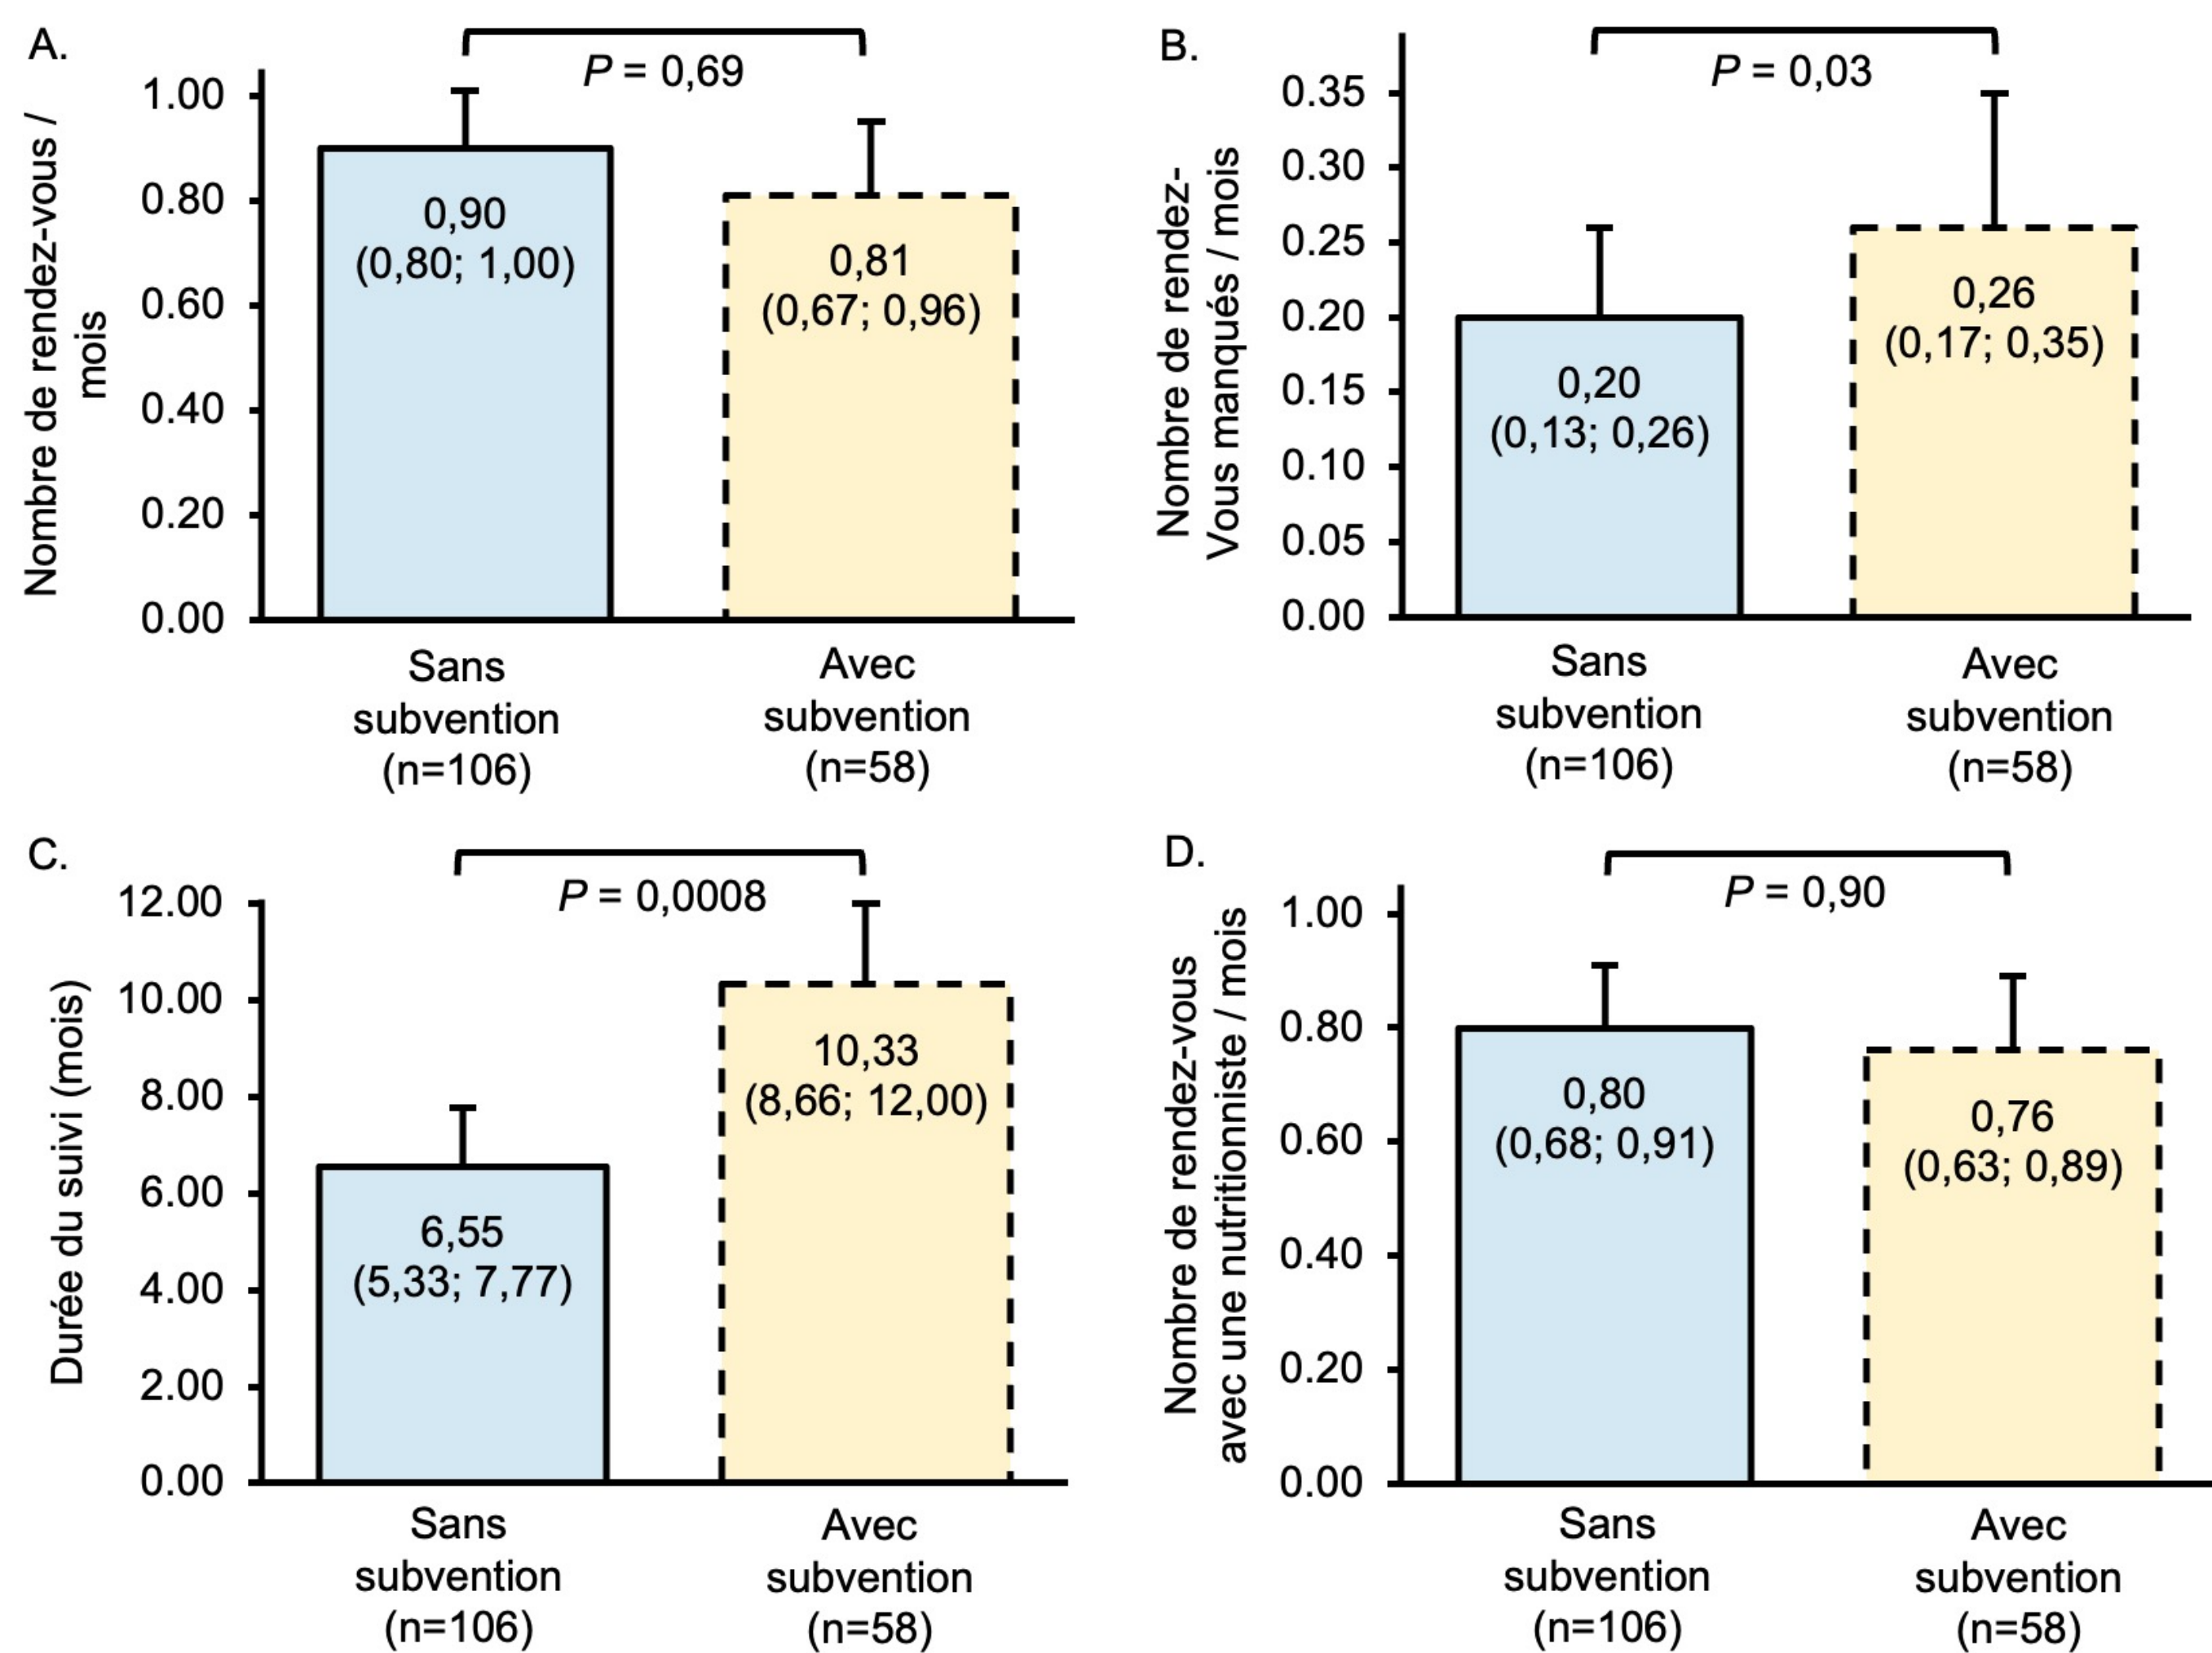 A.
P = 0,69
Nombre de rendez-vous /
mois
1.00
0.80
0.60
0.40
0.20
0.00
0,90
(0,80; 1,00)
0,81
(0,67; 0,96)
Sans
subvention
(n=106)
Avec
subvention
(n=58)
B.
P = 0,03
Nombre de rendez-
Vous manqués / mois
0.35
0.30
0.25
0.20
0.15
0.10
0.05
0.00
0,20
(0,13; 0,26)
0,26
(0,17; 0,35)
Sans
subvention
(n=106)
Avec
subvention
(n=58)
C.
P = 0,0008
Durée du suivi (mois)
12.00
10.00
8.00
6.00
4.00
2.00
0.00
6,55
(5,33; 7,77)
10,33
(8,66; 12,00)
Sans
subvention
(n=106)
Avec
subvention
(n=58)
D.
P = 0,90
Nombre de rendez-vous
avec une nutritionniste / mois
1.00
0.80
0.60
0.40
0.20
0.00
0,80
(0,68; 0,91)
0,76
(0,63; 0,89)
Sans
subvention
(n=106)
Avec
subvention
(n=58)